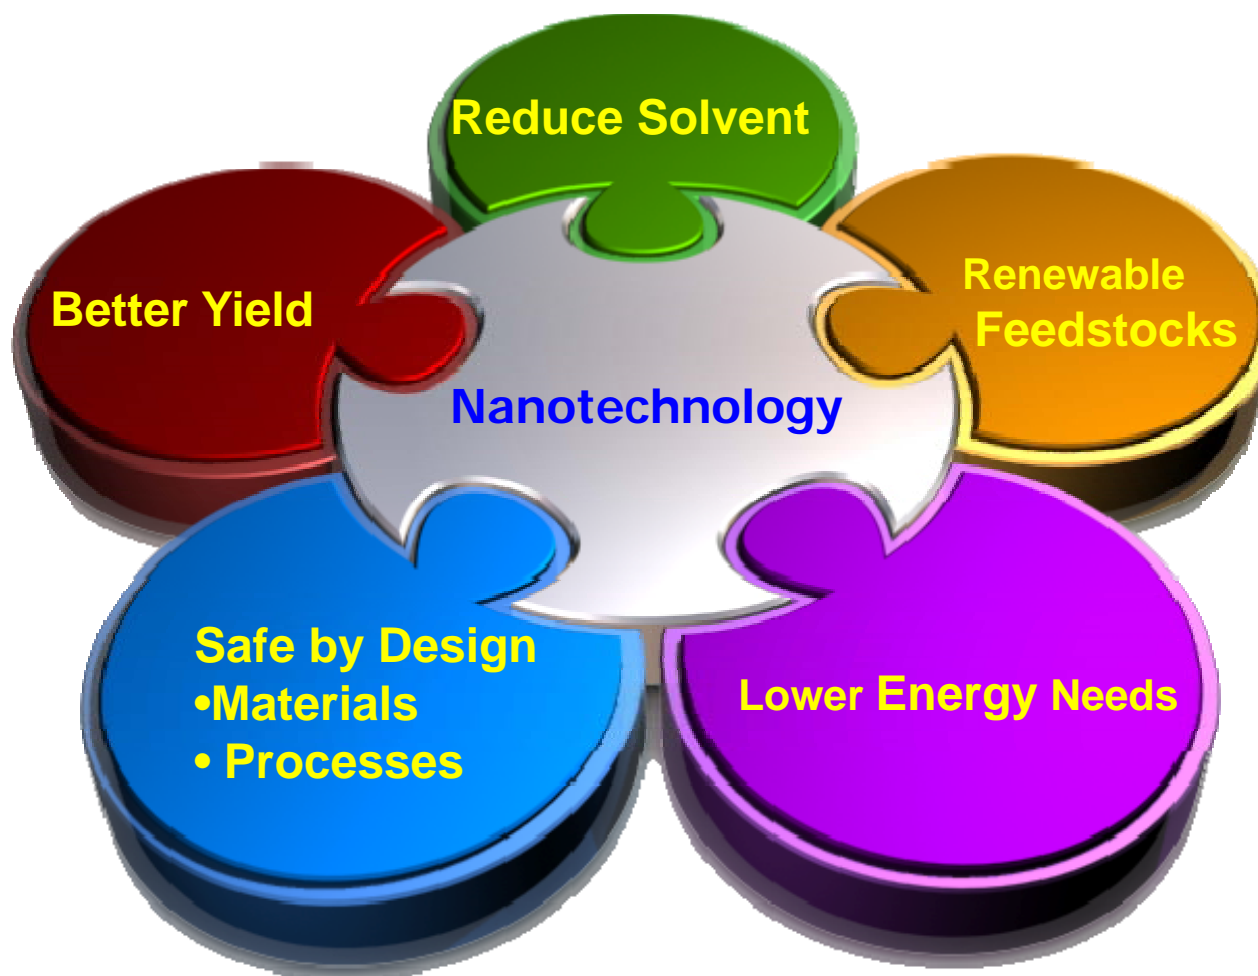 Reduce Solvent
Better Yield
Renewable
Feedstocks
Nanotechnology
Safe by Design
•Materials
• Processes
Lower Energy Needs